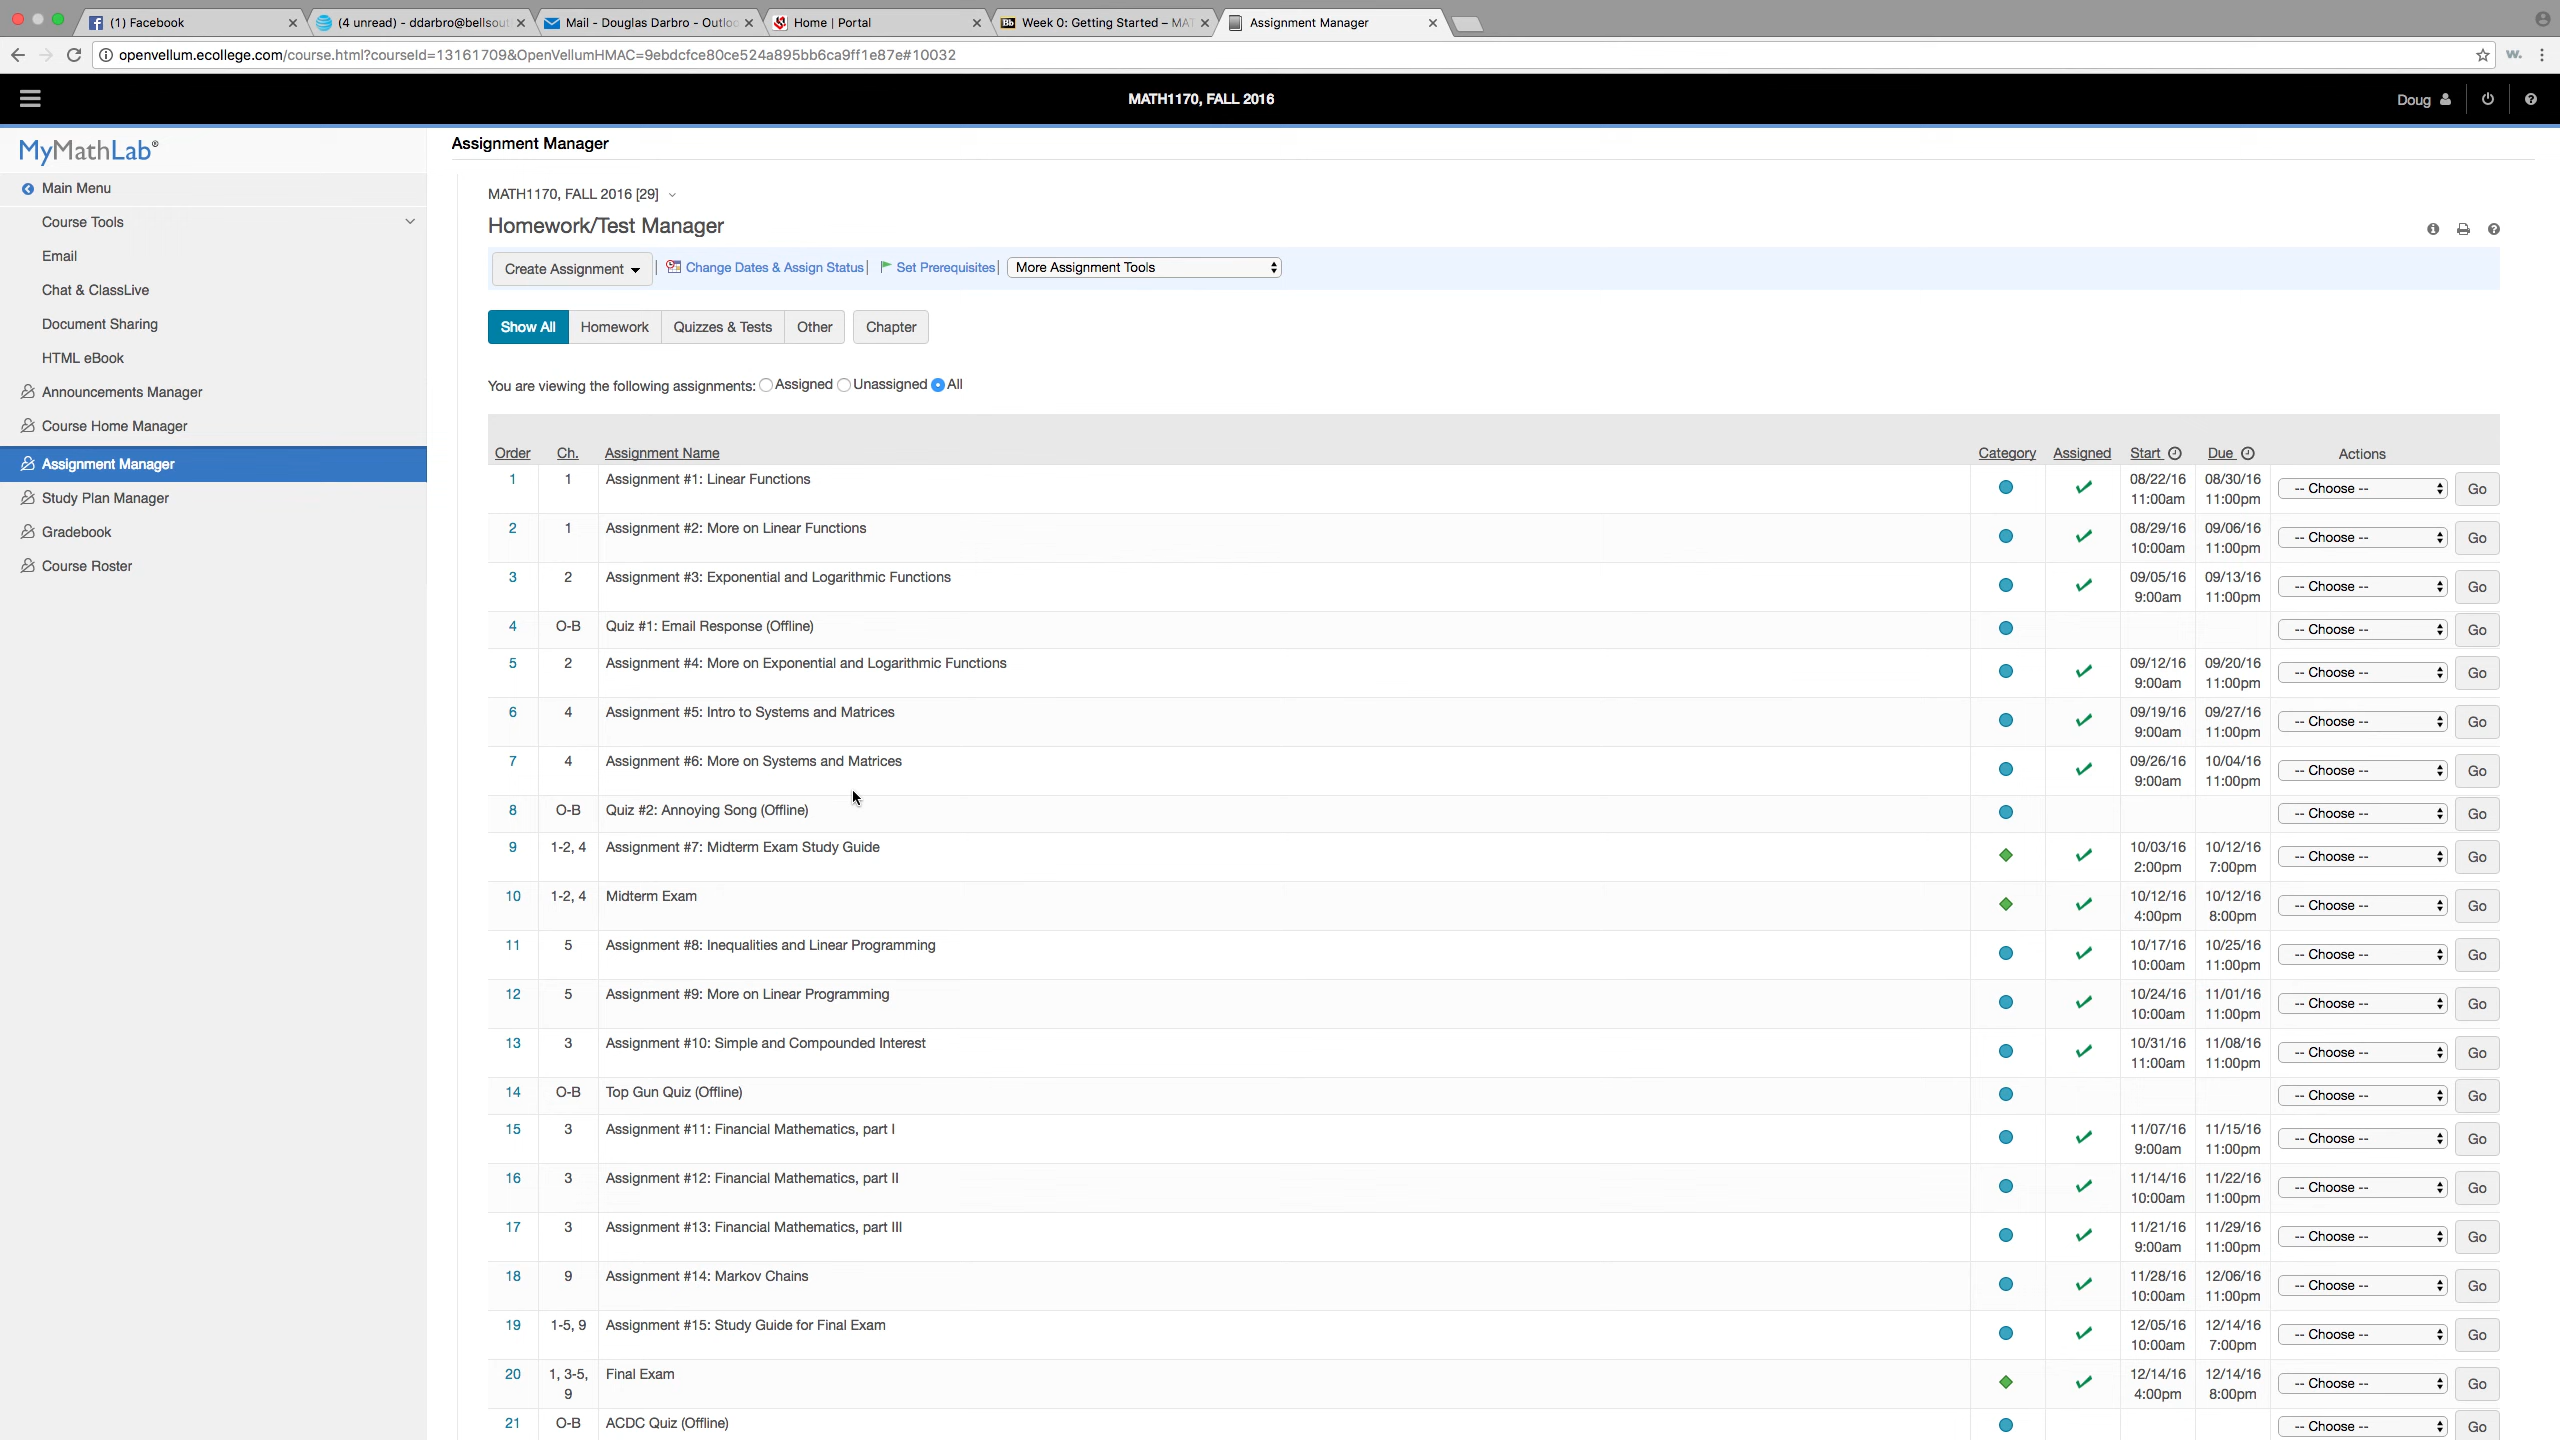 (1) Facebook
(4 unread) - ddarbro@bellsout
Mail - Douglas Darbro - Outloo
Home | Portal
Bb Week 0: Getting Started – MAT
Assignment Manager
openvellum.ecollege.com/course.html?courseId=13161709&OpenVellumHMAC=9ebdcfce80ce524a895bb6ca9ff1e87e#10032
MATH1170, FALL 2016
Doug
MyMathLab®
Main Menu
Course Tools
Email
Chat & ClassLive
Document Sharing
HTML eBook
Announcements Manager
Course Home Manager
Assignment Manager
Study Plan Manager
Gradebook
Course Roster
Assignment Manager
MATH1170, FALL 2016 [29]
Homework/Test Manager
Create Assignment | Change Dates & Assign Status | Set Prerequisites | More Assignment Tools
Show All Homework Quizzes & Tests Other Chapter
You are viewing the following assignments: Assigned Unassigned All
Order Ch. Assignment Name Category Assigned Start Due Actions
1 1 Assignment #1: Linear Functions 08/22/16 08/30/16 -- Choose -- Go
11:00am 11:00pm
2 1 Assignment #2: More on Linear Functions 08/29/16 09/06/16 -- Choose -- Go
10:00am 11:00pm
3 2 Assignment #3: Exponential and Logarithmic Functions 09/05/16 09/13/16 -- Choose -- Go
9:00am 11:00pm
4 O-B Quiz #1: Email Response (Offline) -- Choose -- Go
5 2 Assignment #4: More on Exponential and Logarithmic Functions 09/12/16 09/20/16 -- Choose -- Go
9:00am 11:00pm
6 4 Assignment #5: Intro to Systems and Matrices 09/19/16 09/27/16 -- Choose -- Go
9:00am 11:00pm
7 4 Assignment #6: More on Systems and Matrices 09/26/16 10/04/16 -- Choose -- Go
9:00am 11:00pm
8 O-B Quiz #2: Annoying Song (Offline) -- Choose -- Go
9 1-2, 4 Assignment #7: Midterm Exam Study Guide 10/03/16 10/12/16 -- Choose -- Go
2:00pm 7:00pm
10 1-2, 4 Midterm Exam 10/12/16 10/12/16 -- Choose -- Go
4:00pm 8:00pm
11 5 Assignment #8: Inequalities and Linear Programming 10/17/16 10/25/16 -- Choose -- Go
10:00am 11:00pm
12 5 Assignment #9: More on Linear Programming 10/24/16 11/01/16 -- Choose -- Go
10:00am 11:00pm
13 3 Assignment #10: Simple and Compounded Interest 10/31/16 11/08/16 -- Choose -- Go
11:00am 11:00pm
14 O-B Top Gun Quiz (Offline) -- Choose -- Go
15 3 Assignment #11: Financial Mathematics, part I 11/07/16 11/15/16 -- Choose -- Go
9:00am 11:00pm
16 3 Assignment #12: Financial Mathematics, part II 11/14/16 11/22/16 -- Choose -- Go
10:00am 11:00pm
17 3 Assignment #13: Financial Mathematics, part III 11/21/16 11/29/16 -- Choose -- Go
9:00am 11:00pm
18 9 Assignment #14: Markov Chains 11/28/16 12/06/16 -- Choose -- Go
10:00am 11:00pm
19 1-5, 9 Assignment #15: Study Guide for Final Exam 12/05/16 12/14/16 -- Choose -- Go
10:00am 7:00pm
20 1, 3-5, Final Exam 12/14/16 12/14/16 -- Choose -- Go
9 4:00pm 8:00pm
21 O-B ACDC Quiz (Offline) -- Choose -- Go